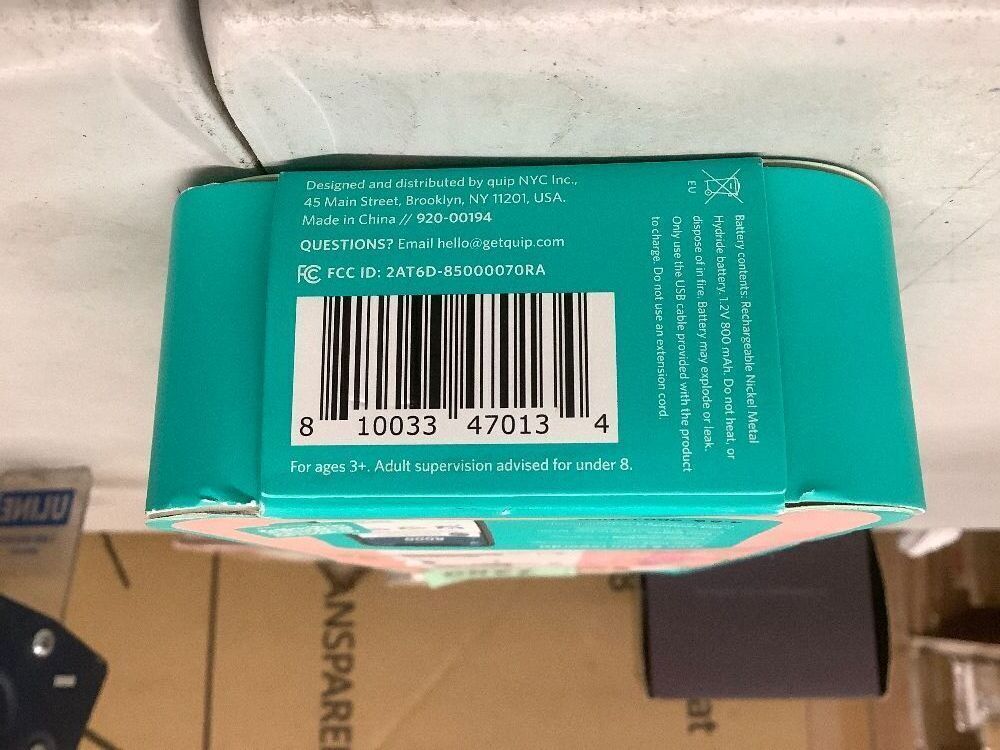 Designed and distributed by quip NYC Inc.,
45 Main Street, Brooklyn, NY 11201, USA.
Made in China // 920-00194
QUESTIONS? Email hello@getquip.com
FC FCC ID: 2AT6D-85000070RA
8 10033 47013 4
For ages 3+. Adult supervision advised for under 8.
EU
Battery contents: Rechargeable Nickel Metal
Hydride battery, 1.2V 800 mAh. Do not heat, or
dispose of in fire. Battery may explode or leak.
Only use the USB cable provided with the product
to charge. Do not use an extension cord.
ULINE
ANSPARE
at